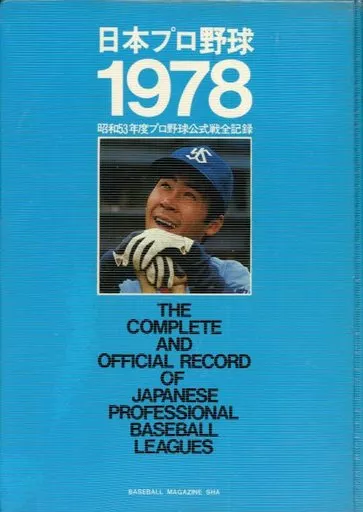 日本プロ野球
1978
昭和53年度プロ野球公式戦全記録
YS
THE
COMPLETE
AND
OFFICIAL RECORD
OF
JAPANESE
PROFESSIONAL
BASEBALL
LEAGUES
BASEBALL MAGAZINE SHA